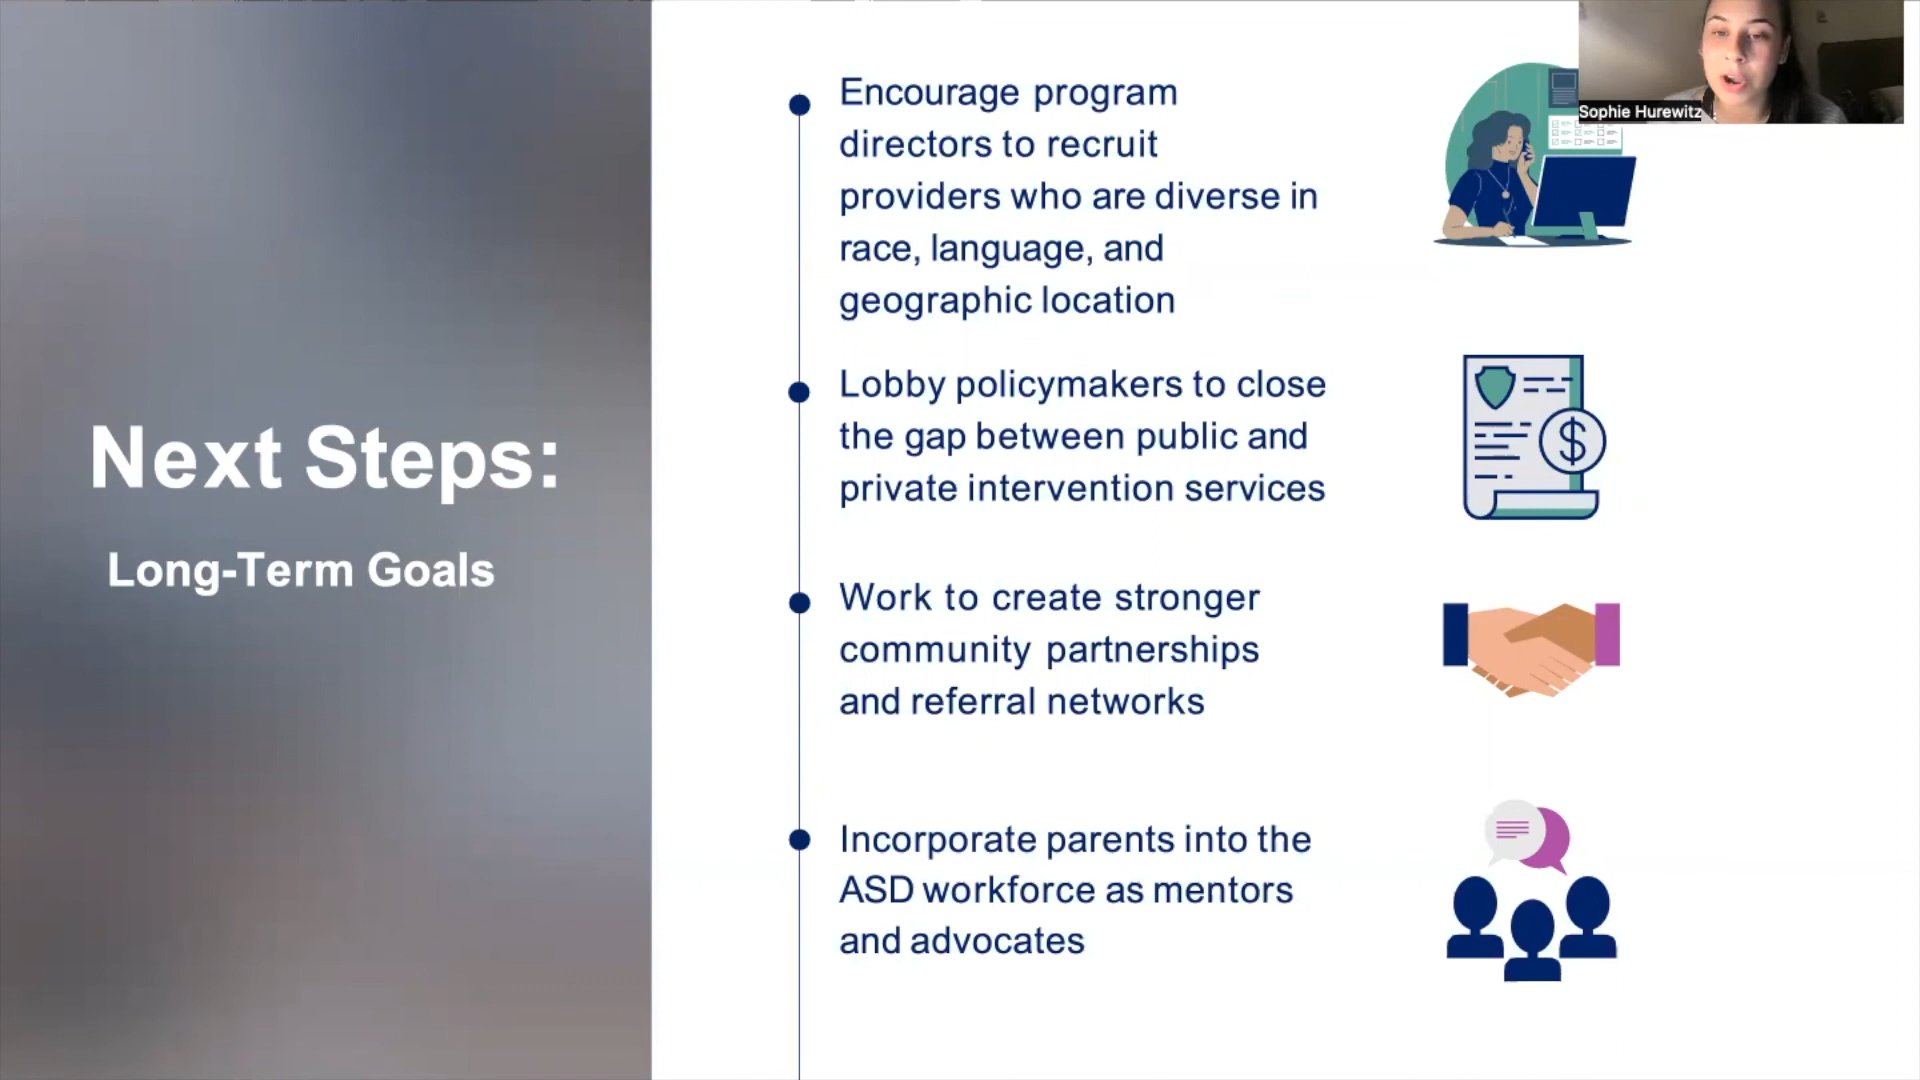 Next Steps:
Long-Term Goals
Encourage program
directors to recruit
providers who are diverse in
race, language, and
geographic location
Lobby policymakers to close
the gap between public and
private intervention services
Work to create stronger
community partnerships
and referral networks
Incorporate parents into the
ASD workforce as mentors
and advocates
Sophie Hurewitz
$